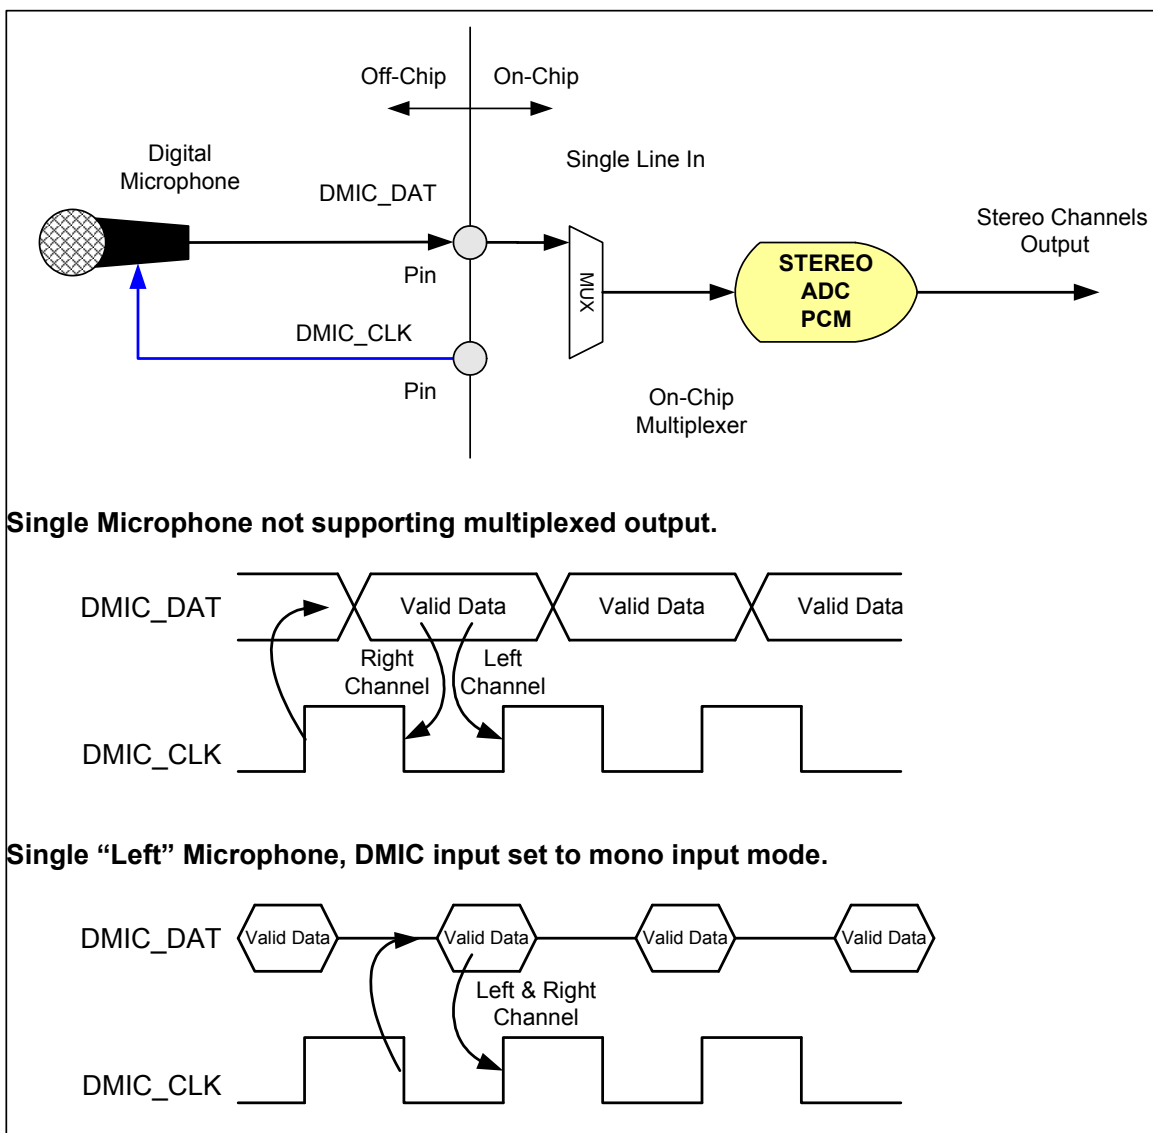 Off-Chip
On-Chip
Digital
Microphone
Single Line In
DMIC_DAT
Stereo Channels
Output
Pin
MUX
STEREO
ADC
PCM
DMIC_CLK
Pin
On-Chip
Multiplexer
Single Microphone not supporting multiplexed output.
DMIC_DAT
Valid Data
Valid Data
Valid Data
Right
Channel
Left
Channel
DMIC_CLK
Single “Left” Microphone, DMIC input set to mono input mode.
DMIC_DAT
Valid Data
Valid Data
Valid Data
Valid Data
Left & Right
Channel
DMIC_CLK